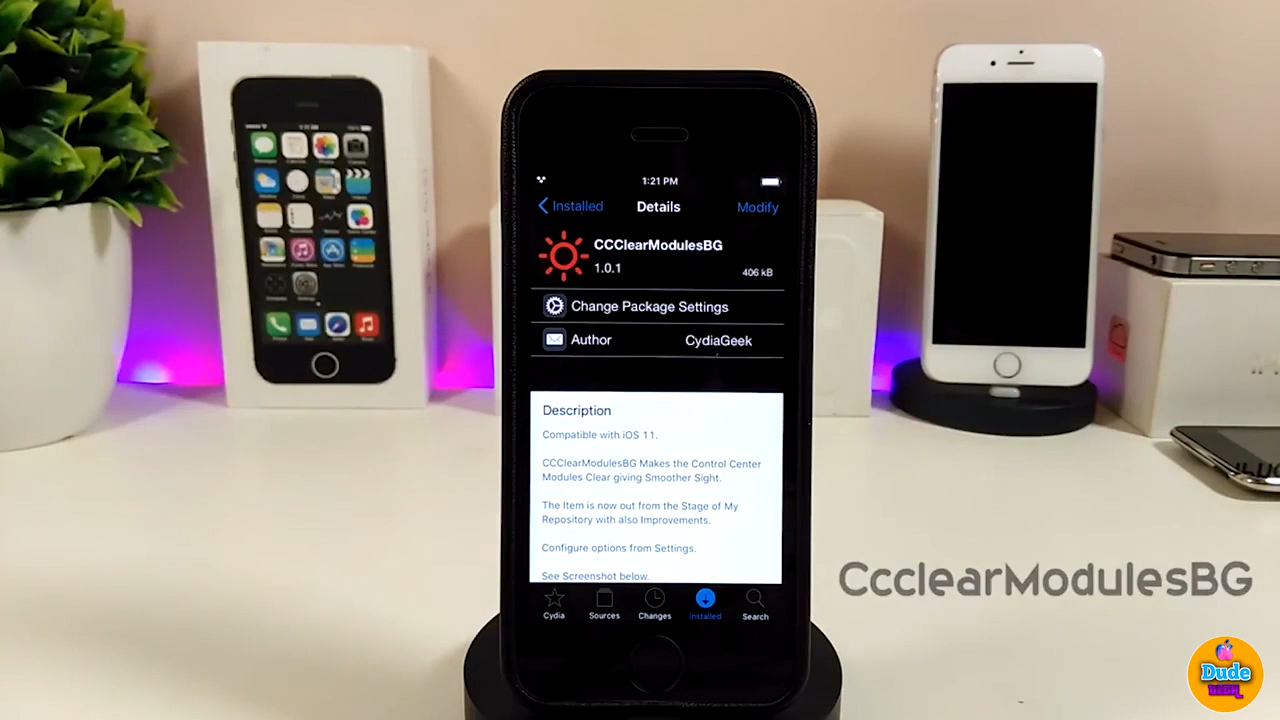 1:21 PM
Installed
Details
Modify
CCClearModulesBG
1.0.1
406 kB
Change Package Settings
Author
CydiaGeek
Description
Compatible with iOS 11.
CCClearModulesBG Makes the Control Center
Modules Clear giving Smoother Sight.
The Item is now out from the Stage of My
Repository with also Improvements.
Configure options from Settings.
See Screenshot below.
Cydia
Sources
Changes
Installed
Search
CcclearModulesBG
Dude